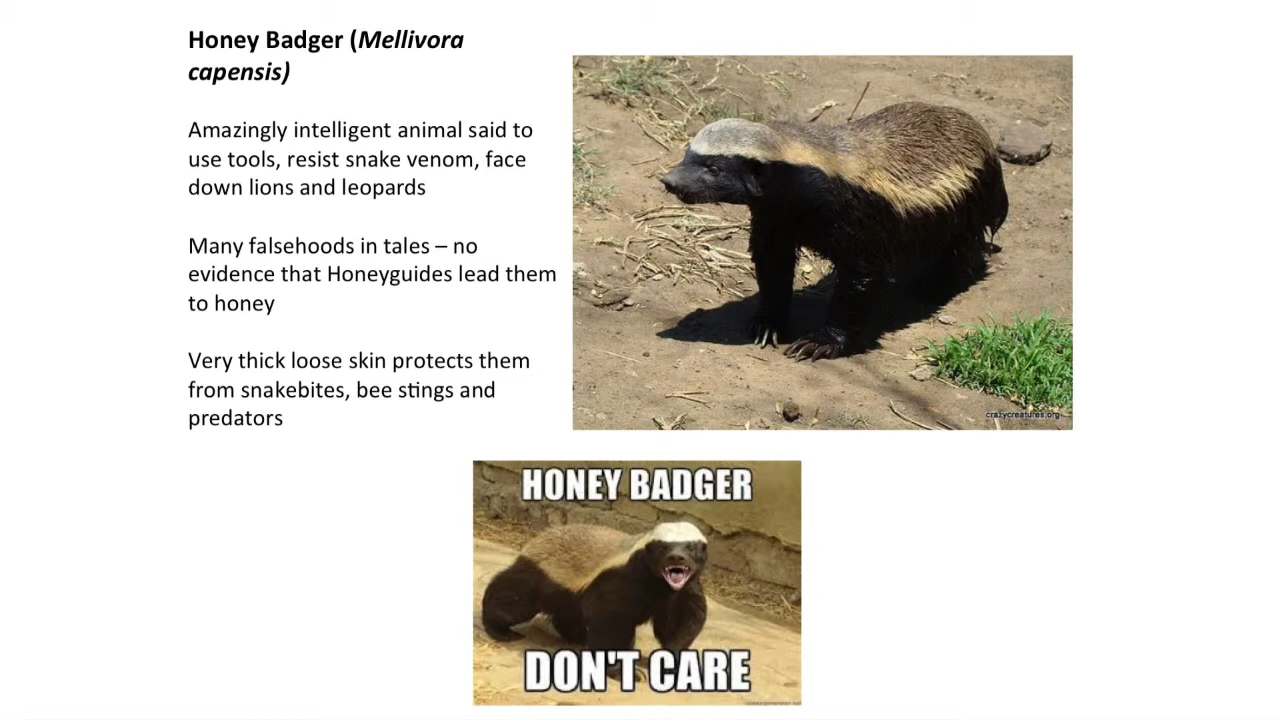 Honey Badger (Mellivora
capensis)
Amazingly intelligent animal said to
use tools, resist snake venom, face
down lions and leopards
Many falsehoods in tales – no
evidence that Honeyguides lead them
to honey
Very thick loose skin protects them
from snakebites, bee stings and
predators
crazycreatures.org
HONEY BADGER
DON'T CARE